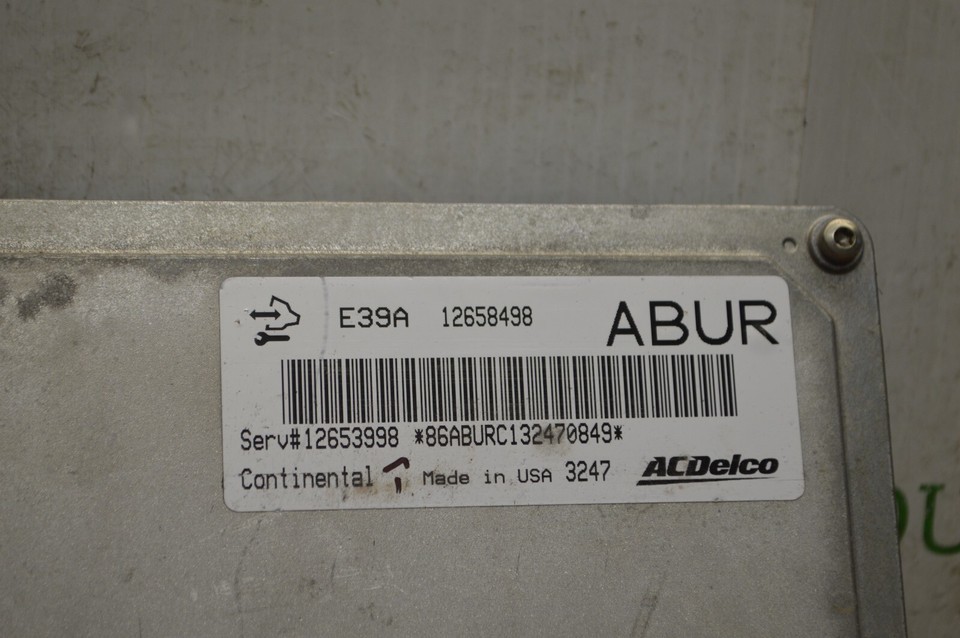 E39A 12658498 ABUR
Serv#12653998 *86ABURC132470849*
Continental Made in USA 3247 ACDelco